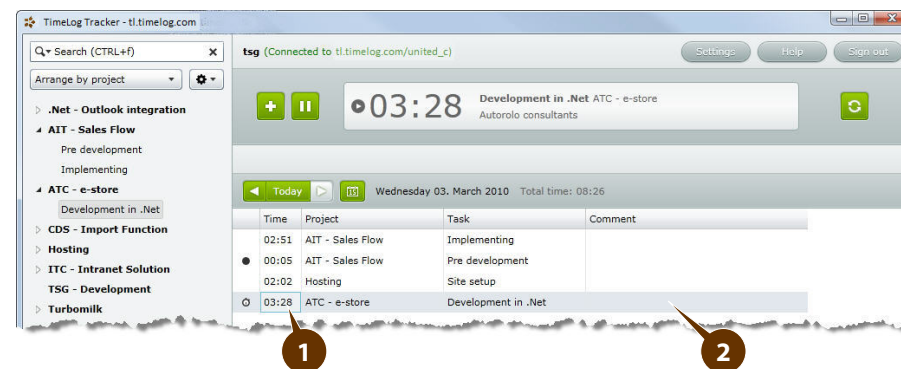 TimeLog Tracker - tl.timelog.com
Search (CTRL+f)
tsg (Connected to tl.timelog.com/united_c)
Settings Help Sign out
Arrange by project
.Net - Outlook integration
AIT - Sales Flow
Pre development
Implementing
ATC - e-store
Development in .Net
CDS - Import Function
Hosting
ITC - Intranet Solution
TSG - Development
Turbomilk
03:28
Development in .Net ATC - e-store
Autorolo consultants
Today 15 Wednesday 03. March 2010 Total time: 08:26
Time Project Task Comment
02:51 AIT - Sales Flow Implementing
00:05 AIT - Sales Flow Pre development
02:02 Hosting Site setup
03:28 ATC - e-store Development in .Net
1 2